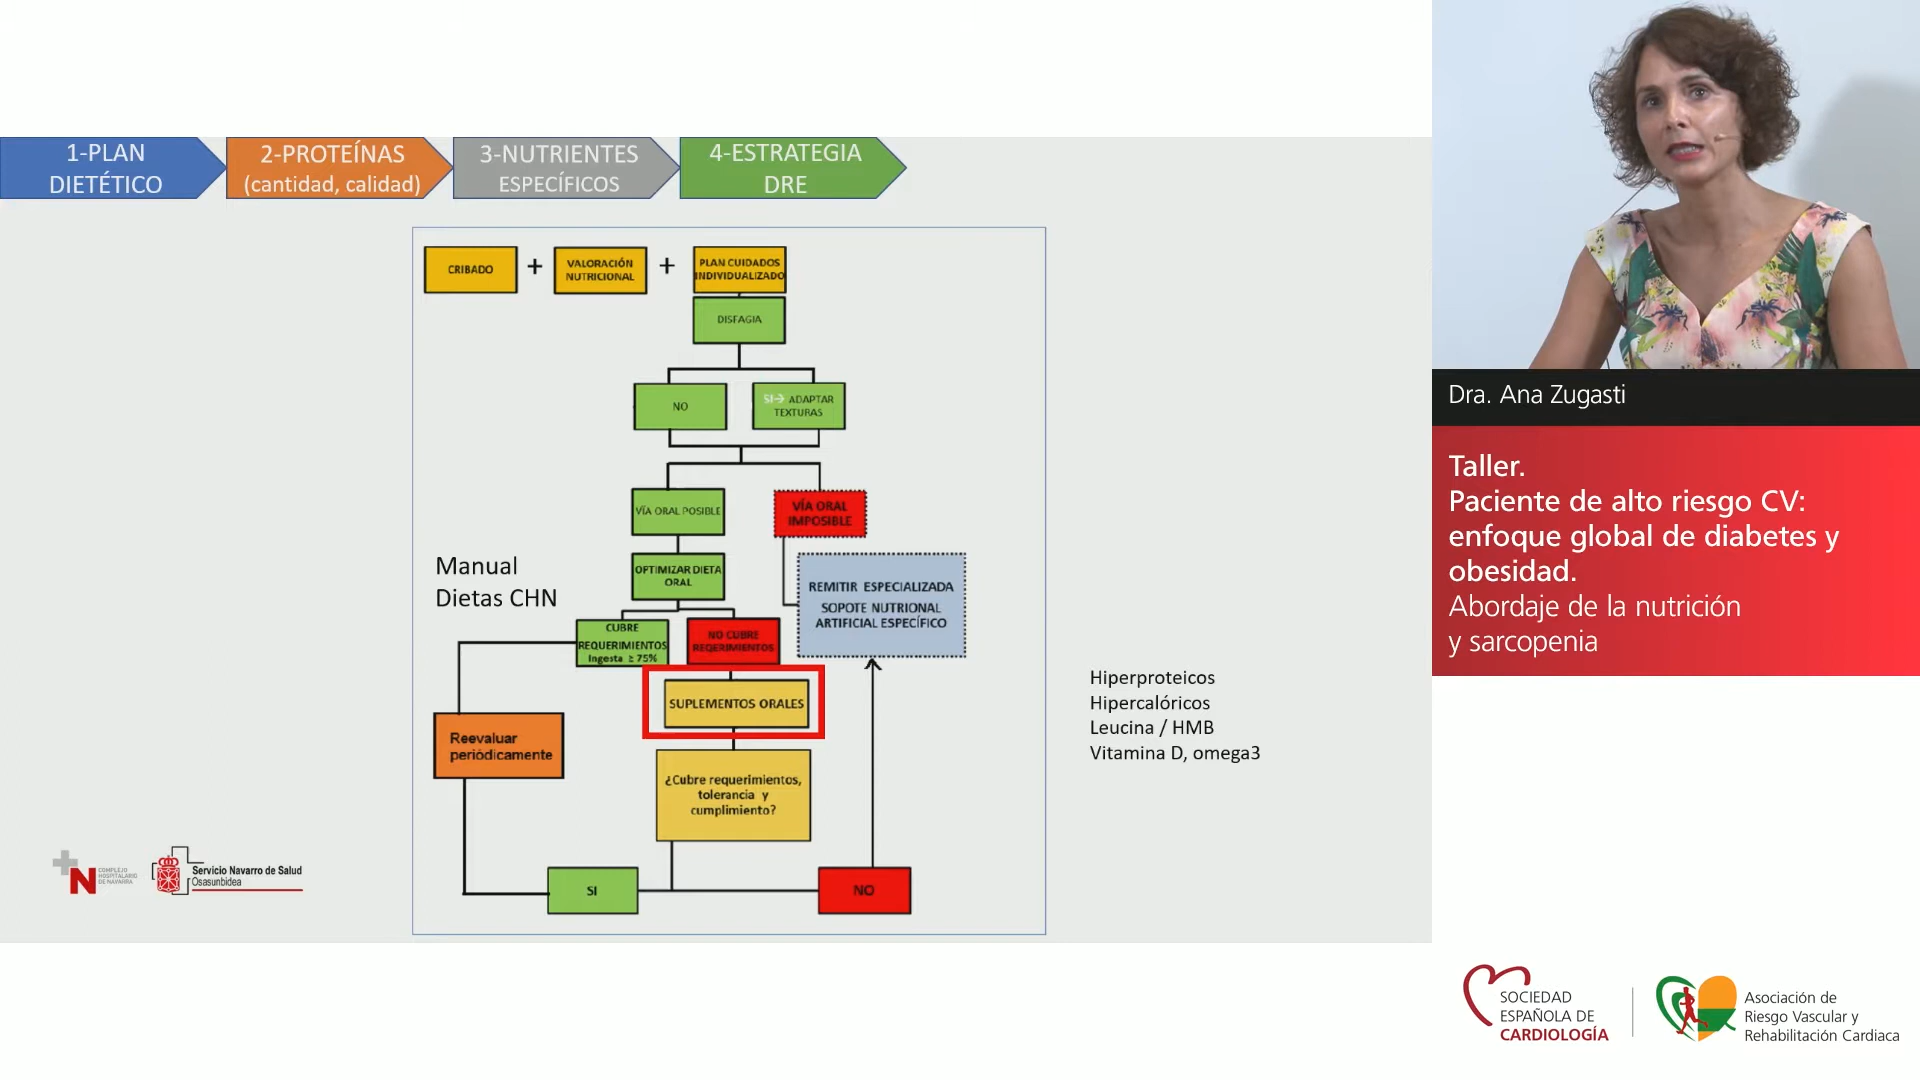 1-PLAN
DIETÉTICO
2-PROTEÍNAS
(cantidad, calidad)
3-NUTRIENTES
ESPECÍFICOS
4-ESTRATEGIA
DRE
CRIBADO
+
VALORACIÓN
NUTRICIONAL
+
PLAN CUIDADOS
INDIVIDUALIZADO
DISFAGIA
NO
SI→ ADAPTAR
TEXTURAS
VÍA ORAL POSIBLE
VÍA ORAL
IMPOSIBLE
OPTIMIZAR DIETA
ORAL
REMITIR ESPECIALIZADA
SOPOTE NUTRIONAL
ARTIFICIAL ESPECÍFICO
Manual
Dietas CHN
CUBRE
REQUERIMIENTOS
Ingesta ≥ 75%
NO CUBRE
REQERIMIENTOS
SUPLEMENTOS ORALES
Reevaluar
periódicamente
¿Cubre requerimientos,
tolerancia y
cumplimiento?
SI
NO
Hiperproteicos
Hipercalóricos
Leucina / HMB
Vitamina D, omega3
N
COMPLEJO
HOSPITALARIO
DE NAVARRA
Servicio Navarro de Salud
Osasunbidea
Dra. Ana Zugasti
Taller.
Paciente de alto riesgo CV:
enfoque global de diabetes y
obesidad.
Abordaje de la nutrición
y sarcopenia
SOCIEDAD
ESPAÑOLA DE
CARDIOLOGÍA
Asociación de
Riesgo Vascular y
Rehabilitación Cardiaca